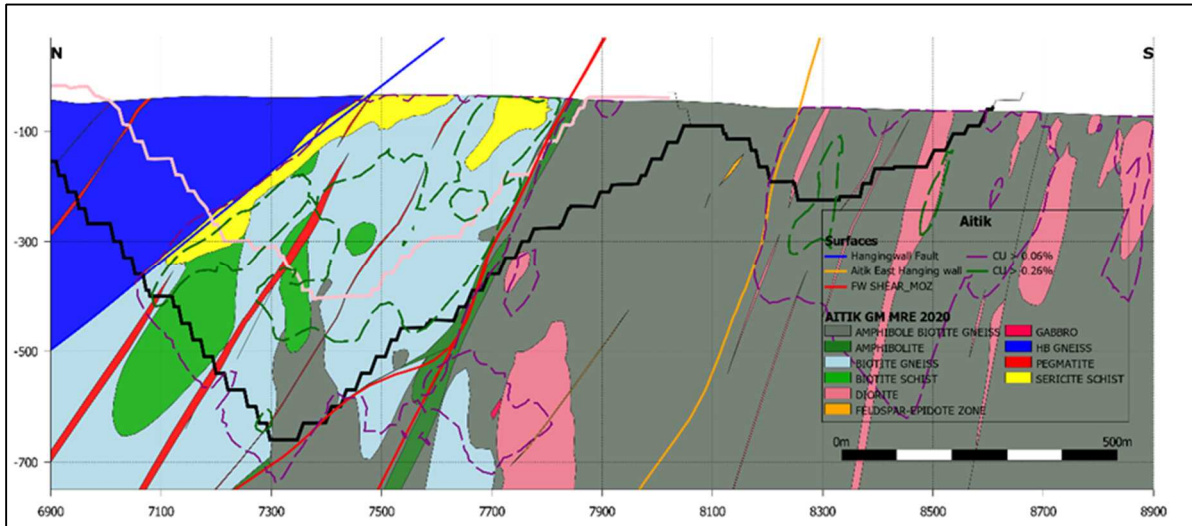 N
S
-100
-300
-500
-700
Aitik
Surfaces
Hangingwall Fault
CU > 0.06%
Aitik East Hanging wall
CU > 0.26%
FW SHEAR_MOZ
AITIK GM MRE 2020
AMPHIBOLE BIOTITE GNEISS
GABBRO
AMPHIBOLITE
HB GNEISS
BIOTITE GNEISS
PEGMATITE
BIOTITE SCHIST
SERICITE SCHIST
DIORITE
FELDSPAR-EPIDOTE ZONE
0m 500m
6900 7100 7300 7500 7700 7900 8100 8300 8500 8700 8900